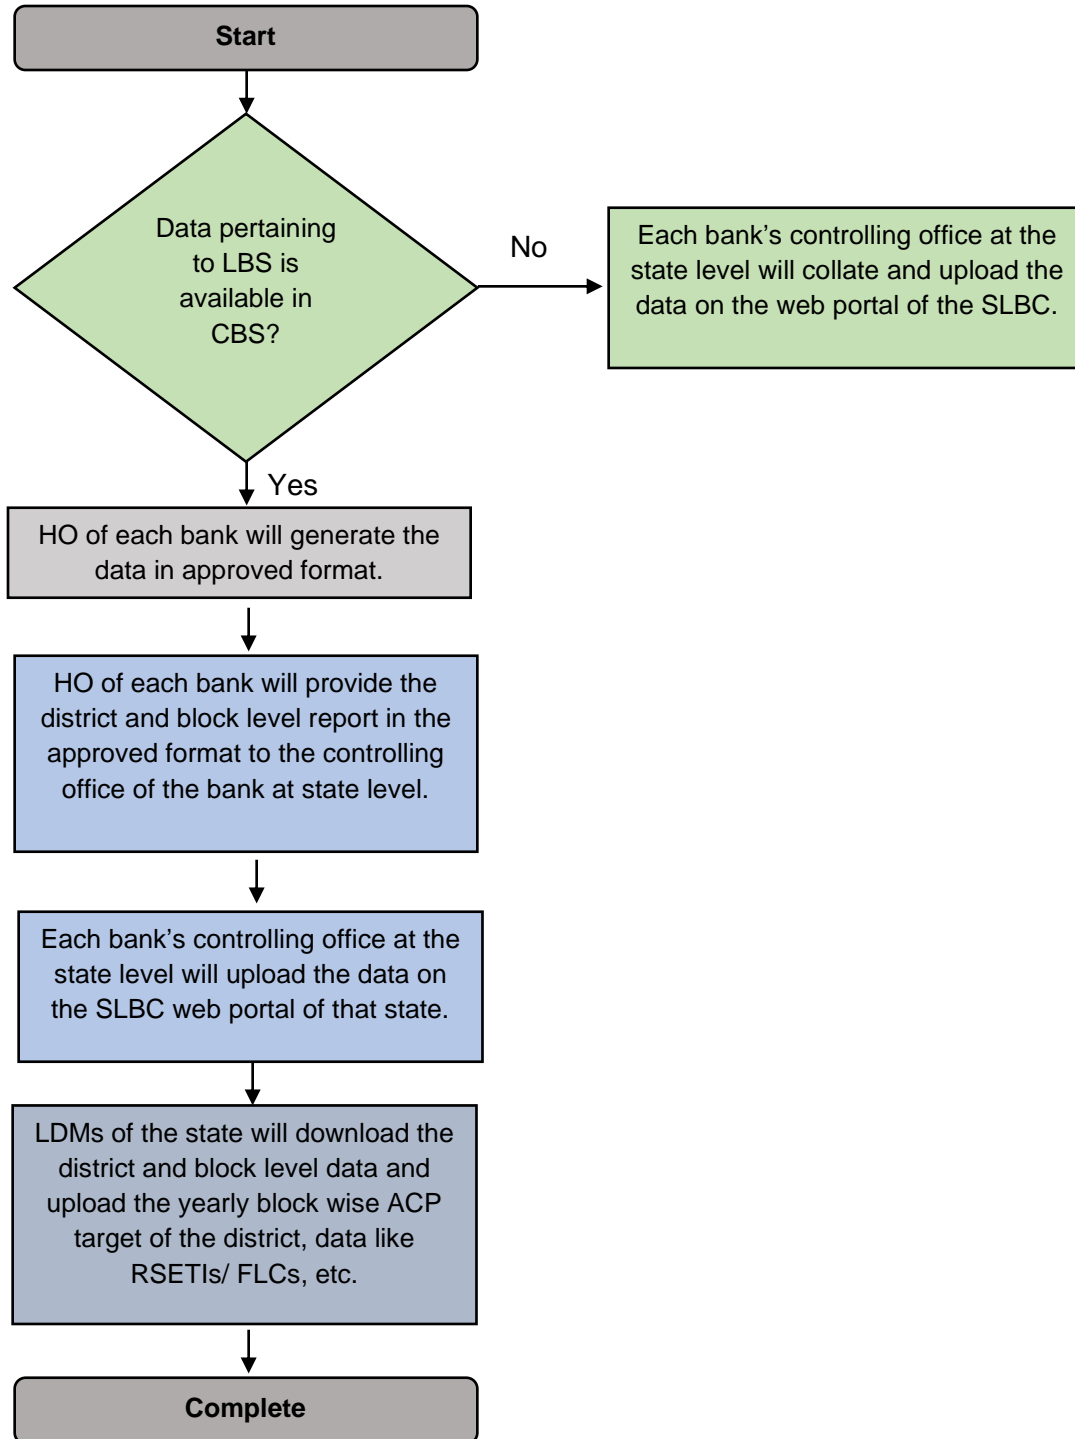 Start
Data pertaining
to LBS is
available in
CBS?
No
Each bank’s controlling office at the
state level will collate and upload the
data on the web portal of the SLBC.
Yes
HO of each bank will generate the
data in approved format.
HO of each bank will provide the
district and block level report in the
approved format to the controlling
office of the bank at state level.
Each bank’s controlling office at the
state level will upload the data on
the SLBC web portal of that state.
LDMs of the state will download the
district and block level data and
upload the yearly block wise ACP
target of the district, data like
RSETIs/ FLCs, etc.
Complete